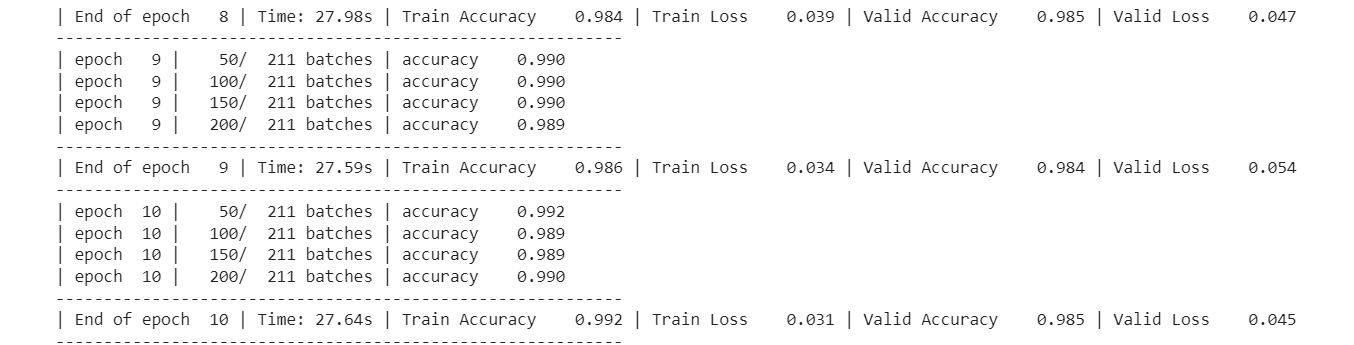 | End of epoch   8 | Time: 27.98s | Train Accuracy    0.984 | Train Loss    0.039 | Valid Accuracy    0.985 | Valid Loss    0.047
-----------------------------------------------------------
| epoch   9 |    50/  211 batches | accuracy    0.990
| epoch   9 |   100/  211 batches | accuracy    0.990
| epoch   9 |   150/  211 batches | accuracy    0.990
| epoch   9 |   200/  211 batches | accuracy    0.989
-----------------------------------------------------------
| End of epoch   9 | Time: 27.59s | Train Accuracy    0.986 | Train Loss    0.034 | Valid Accuracy    0.984 | Valid Loss    0.054
-----------------------------------------------------------
| epoch  10 |    50/  211 batches | accuracy    0.992
| epoch  10 |   100/  211 batches | accuracy    0.989
| epoch  10 |   150/  211 batches | accuracy    0.989
| epoch  10 |   200/  211 batches | accuracy    0.990
-----------------------------------------------------------
| End of epoch  10 | Time: 27.64s | Train Accuracy    0.992 | Train Loss    0.031 | Valid Accuracy    0.985 | Valid Loss    0.045
-----------------------------------------------------------